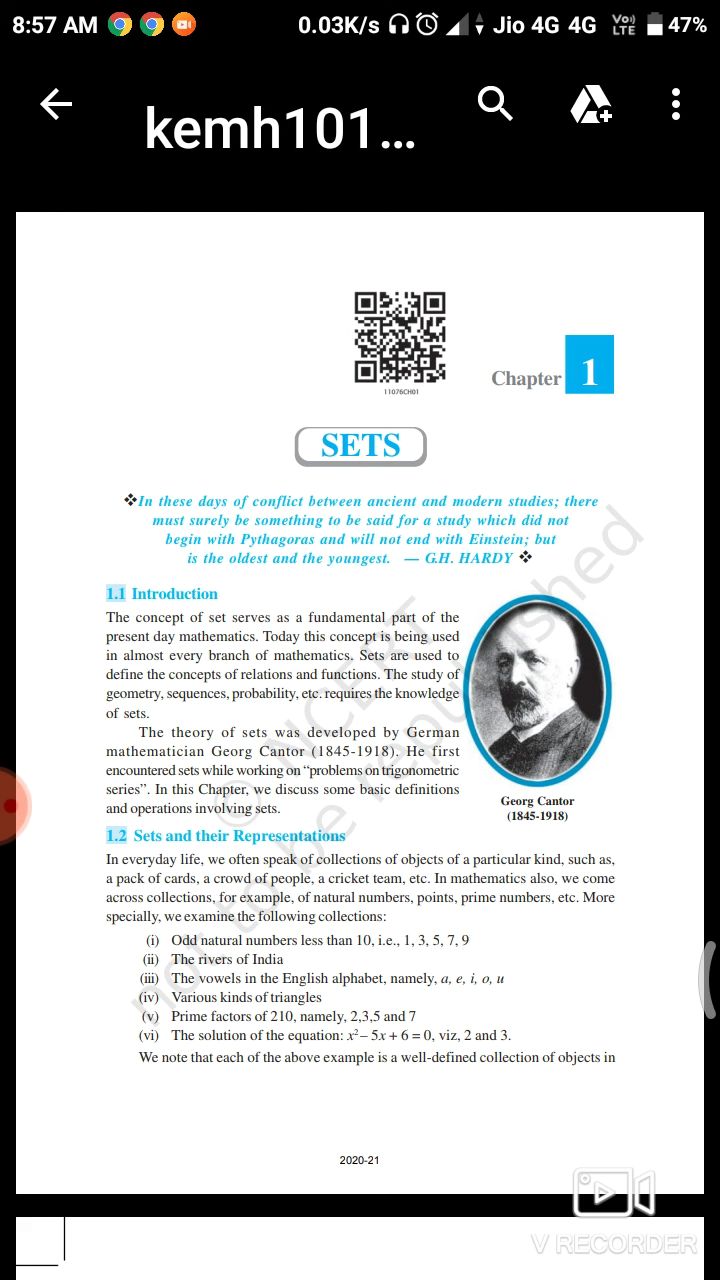 8:57 AM 0.03K/s Jio 4G 4G Vo) LTE 47%
kemh101...
11076CH01
Chapter 1
SETS
❖In these days of conflict between ancient and modern studies; there
must surely be something to be said for a study which did not
begin with Pythagoras and will not end with Einstein; but
is the oldest and the youngest. — G.H. HARDY ❖
1.1 Introduction
The concept of set serves as a fundamental part of the
present day mathematics. Today this concept is being used
in almost every branch of mathematics. Sets are used to
define the concepts of relations and functions. The study of
geometry, sequences, probability, etc. requires the knowledge
of sets.
The theory of sets was developed by German
mathematician Georg Cantor (1845-1918). He first
encountered sets while working on “problems on trigonometric
series”. In this Chapter, we discuss some basic definitions
and operations involving sets.
Georg Cantor
(1845-1918)
1.2 Sets and their Representations
In everyday life, we often speak of collections of objects of a particular kind, such as,
a pack of cards, a crowd of people, a cricket team, etc. In mathematics also, we come
across collections, for example, of natural numbers, points, prime numbers, etc. More
specially, we examine the following collections:
(i) Odd natural numbers less than 10, i.e., 1, 3, 5, 7, 9
(ii) The rivers of India
(iii) The vowels in the English alphabet, namely, a, e, i, o, u
(iv) Various kinds of triangles
(v) Prime factors of 210, namely, 2,3,5 and 7
(vi) The solution of the equation: x² – 5x + 6 = 0, viz, 2 and 3.
We note that each of the above example is a well-defined collection of objects in
© NCERT
not to be republished
2020-21
V RECORDER